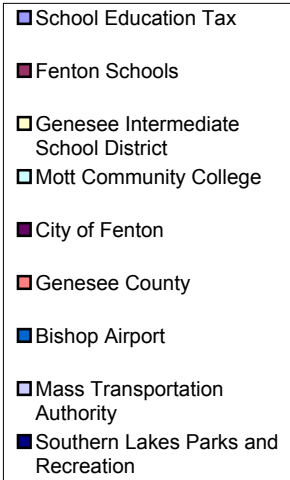 School Education Tax
Fenton Schools
Genesee Intermediate
School District
Mott Community College
City of Fenton
Genesee County
Bishop Airport
Mass Transportation
Authority
Southern Lakes Parks and
Recreation